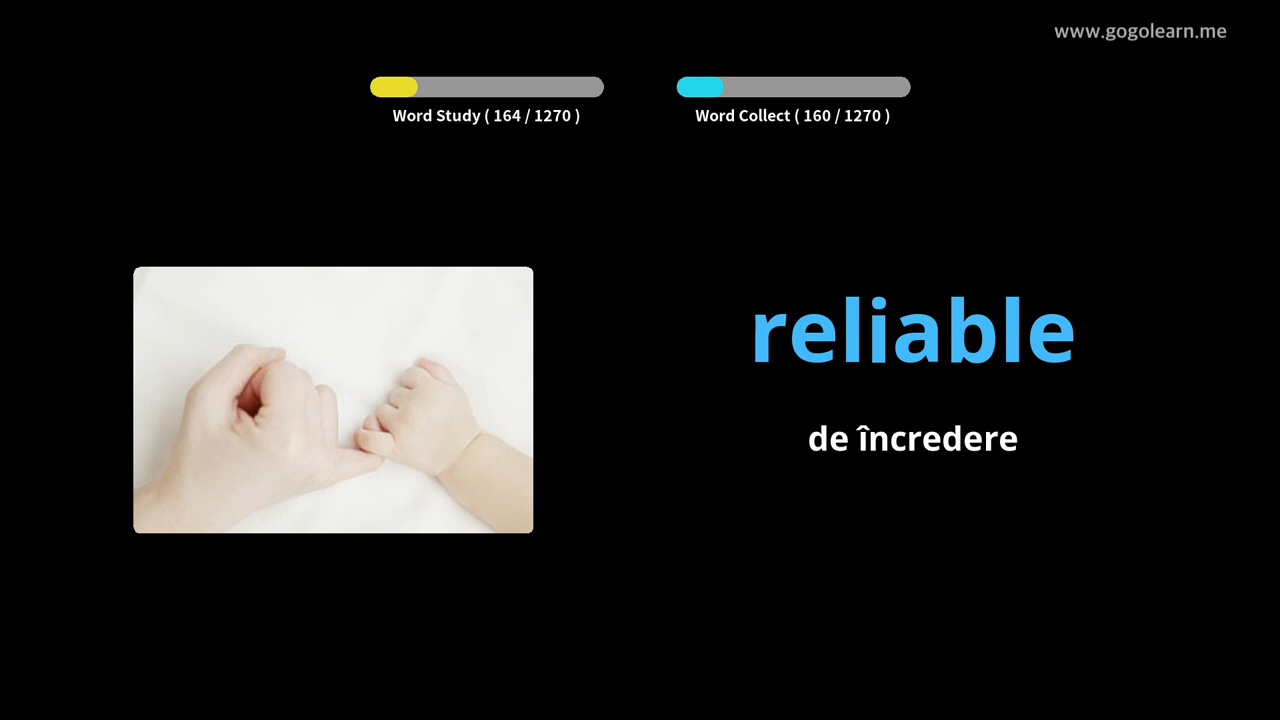 www.gogolearn.me
Word Study ( 164 / 1270 )
Word Collect ( 160 / 1270 )
reliable
de încredere